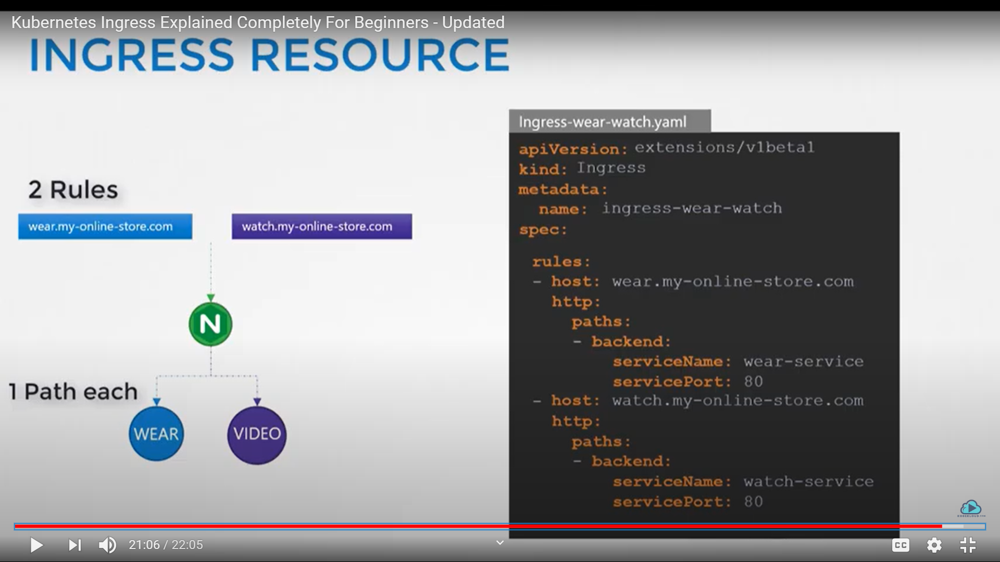 Kubernetes Ingress Explained Completely For Beginners - Updated
INGRESS RESOURCE
2 Rules
wear.my-online-store.com
watch.my-online-store.com
N
1 Path each
WEAR
VIDEO
Ingress-wear-watch.yaml
apiVersion: extensions/v1beta1
kind: Ingress
metadata:
name: ingress-wear-watch
spec:
rules:
- host: wear.my-online-store.com
http:
paths:
- backend:
serviceName: wear-service
servicePort: 80
- host: watch.my-online-store.com
http:
paths:
- backend:
serviceName: watch-service
servicePort: 80
KODEKLOUD.COM
21:06 / 22:05
CC